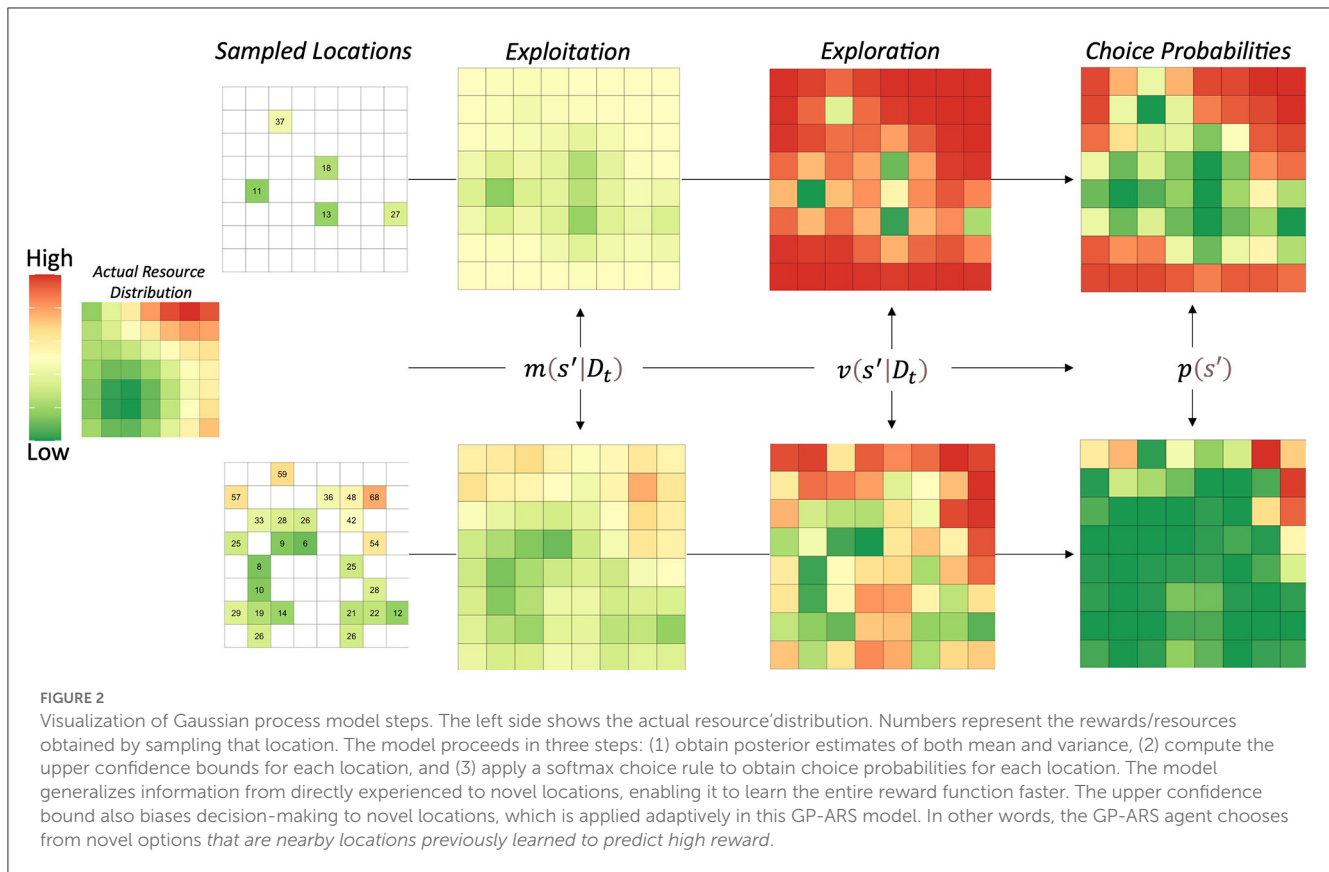 Sampled Locations
Exploitation
Exploration
Choice Probabilities
37
18
11
13 27
High
Actual Resource
Distribution
Low
m(s′|Dₜ)
v(s′|Dₜ)
p(s′)
59
57 36 48 68
33 28 26 42
25 9 6 54
8 25
10 28
29 19 14 21 22 12
26 26
FIGURE 2
Visualization of Gaussian process model steps. The left side shows the actual resource'distribution. Numbers represent the rewards/resources
obtained by sampling that location. The model proceeds in three steps: (1) obtain posterior estimates of both mean and variance, (2) compute the
upper confidence bounds for each location, and (3) apply a softmax choice rule to obtain choice probabilities for each location. The model
generalizes information from directly experienced to novel locations, enabling it to learn the entire reward function faster. The upper confidence
bound also biases decision-making to novel locations, which is applied adaptively in this GP-ARS model. In other words, the GP-ARS agent chooses
from novel options that are nearby locations previously learned to predict high reward.